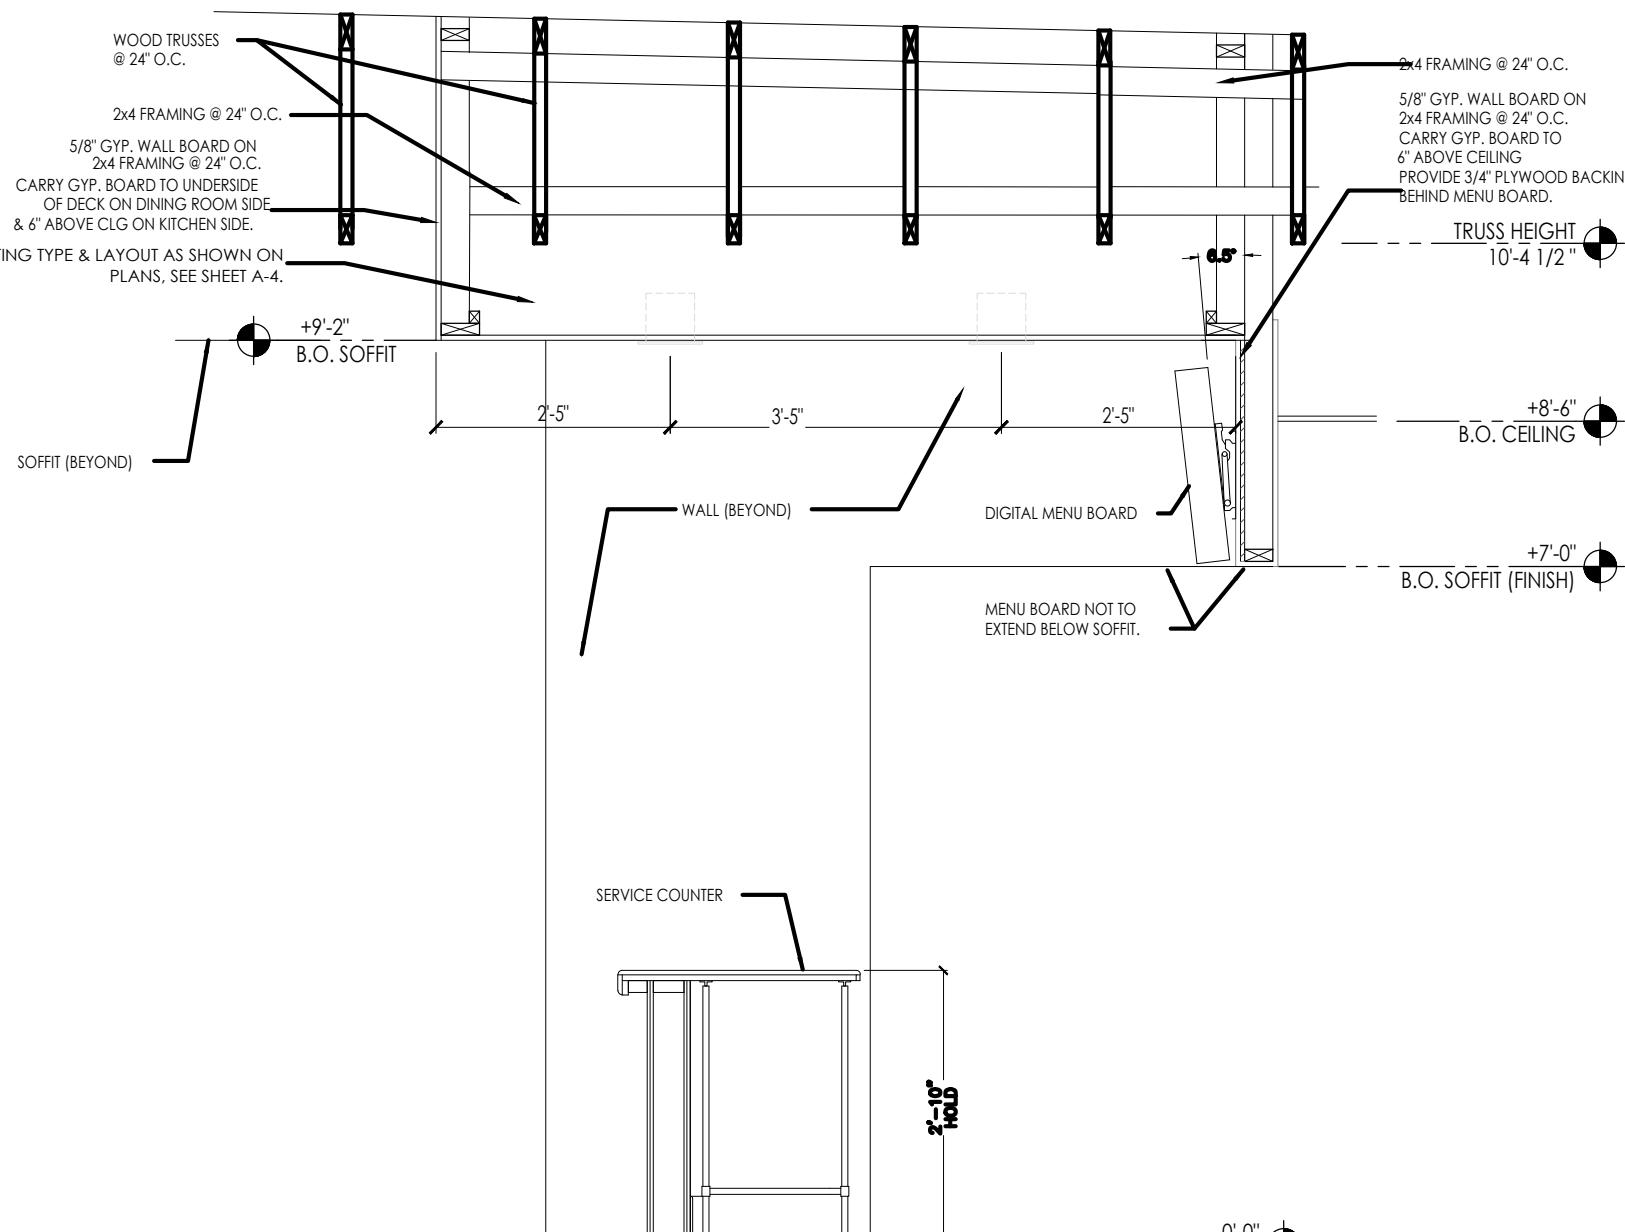 WOOD TRUSSES
@ 24" O.C.
2x4 FRAMING @ 24" O.C.
5/8" GYP. WALL BOARD ON
2x4 FRAMING @ 24" O.C.
CARRY GYP. BOARD TO UNDERSIDE
OF DECK ON DINING ROOM SIDE
& 6" ABOVE CLG ON KITCHEN SIDE.
TYPE & LAYOUT AS SHOWN ON
PLANS, SEE SHEET A-4.
2x4 FRAMING @ 24" O.C.
5/8" GYP. WALL BOARD ON
2x4 FRAMING @ 24" O.C.
CARRY GYP. BOARD TO
6" ABOVE CEILING
PROVIDE 3/4" PLYWOOD BACKIN
BEHIND MENU BOARD.
TRUSS HEIGHT
10'-4 1/2 "
6.5°
+9'-2"
B.O. SOFFIT
2'-5"
3'-5"
2'-5"
+8'-6"
B.O. CEILING
SOFFIT (BEYOND)
WALL (BEYOND)
DIGITAL MENU BOARD
+7'-0"
B.O. SOFFIT (FINISH)
MENU BOARD NOT TO
EXTEND BELOW SOFFIT.
SERVICE COUNTER
2'-10"
HOLD
0'-0"